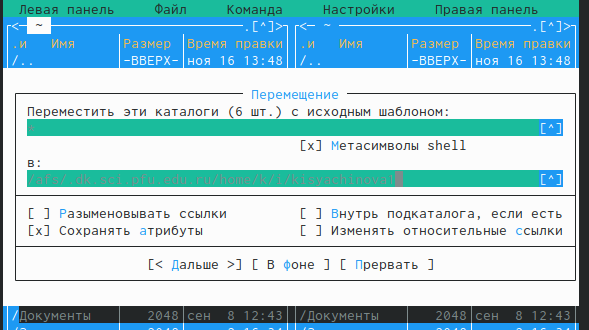 Левая панель Файл Команда Настройки Правая панель
<─ ~ .[^]> <─ ~ .[^]>
.и Имя Размер Время правки .и Имя Размер Время правки
/.. -ВВЕРХ- ноя 16 13:48 /.. -ВВЕРХ- ноя 16 13:48
Перемещение
Переместить эти каталоги (6 шт.) с исходным шаблоном:
[^]
[x] Метасимволы shell
в:
[^]
[ ] Разыменовывать ссылки [ ] Внутрь подкаталога, если есть
[x] Сохранять атрибуты [ ] Изменять относительные ссылки
[< Дальше >] [ В фоне ] [ Прервать ]
/Документы 2048 сен 8 12:43 /Документы 2048 сен 8 12:43